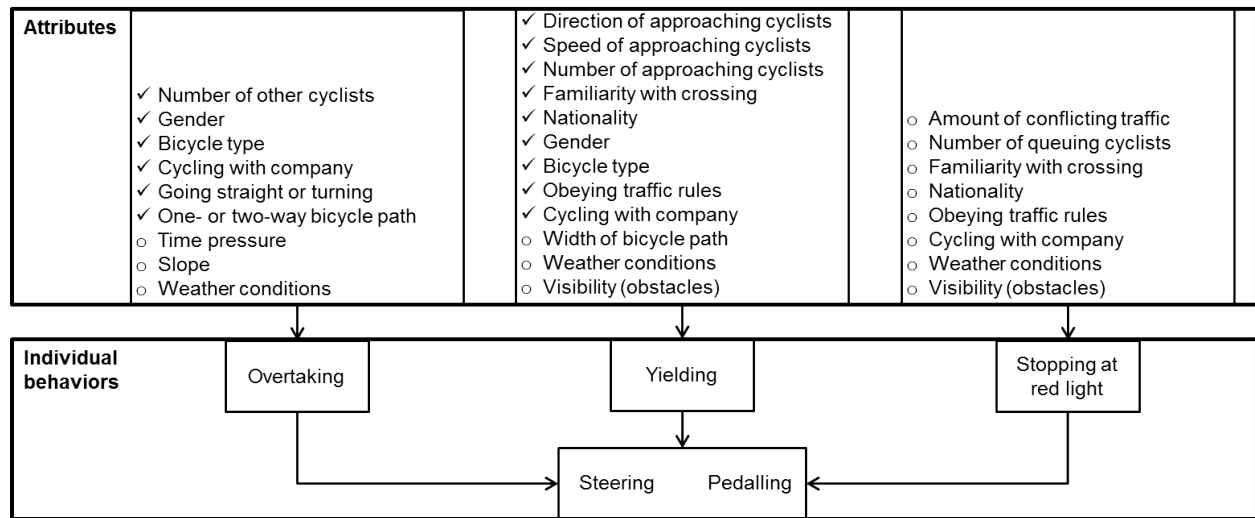 Attributes
✓ Number of other cyclists
✓ Gender
✓ Bicycle type
✓ Cycling with company
✓ Going straight or turning
✓ One- or two-way bicycle path
o Time pressure
o Slope
o Weather conditions
✓ Direction of approaching cyclists
✓ Speed of approaching cyclists
✓ Number of approaching cyclists
✓ Familiarity with crossing
✓ Nationality
✓ Gender
✓ Bicycle type
✓ Obeying traffic rules
✓ Cycling with company
o Width of bicycle path
o Weather conditions
o Visibility (obstacles)
o Amount of conflicting traffic
o Number of queuing cyclists
o Familiarity with crossing
o Nationality
o Obeying traffic rules
o Cycling with company
o Weather conditions
o Visibility (obstacles)
Individual
behaviors
Overtaking
Yielding
Stopping at
red light
Steering Pedalling